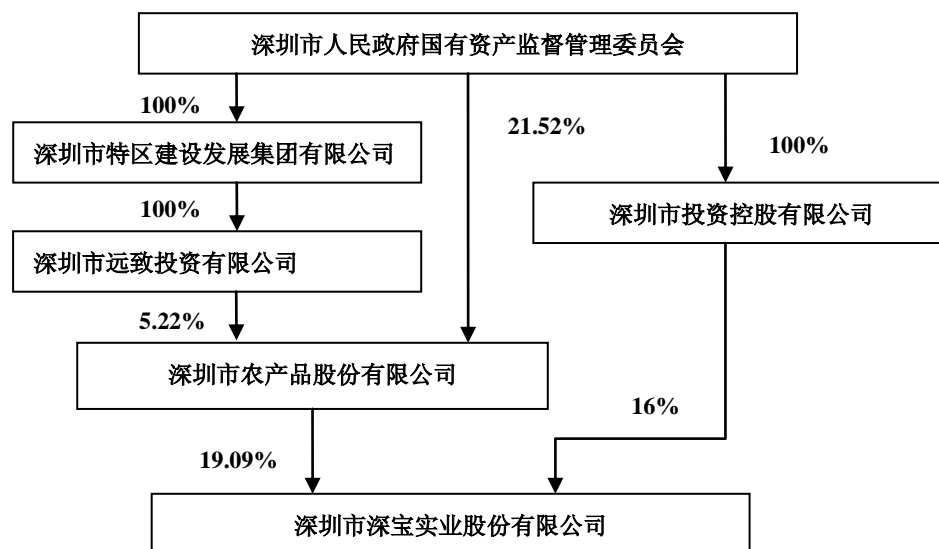 深圳市人民政府国有资产监督管理委员会
100%
21.52%
100%
深圳市特区建设发展集团有限公司
100%
深圳市投资控股有限公司
深圳市远致投资有限公司
5.22%
深圳市农产品股份有限公司
16%
19.09%
深圳市深宝实业股份有限公司